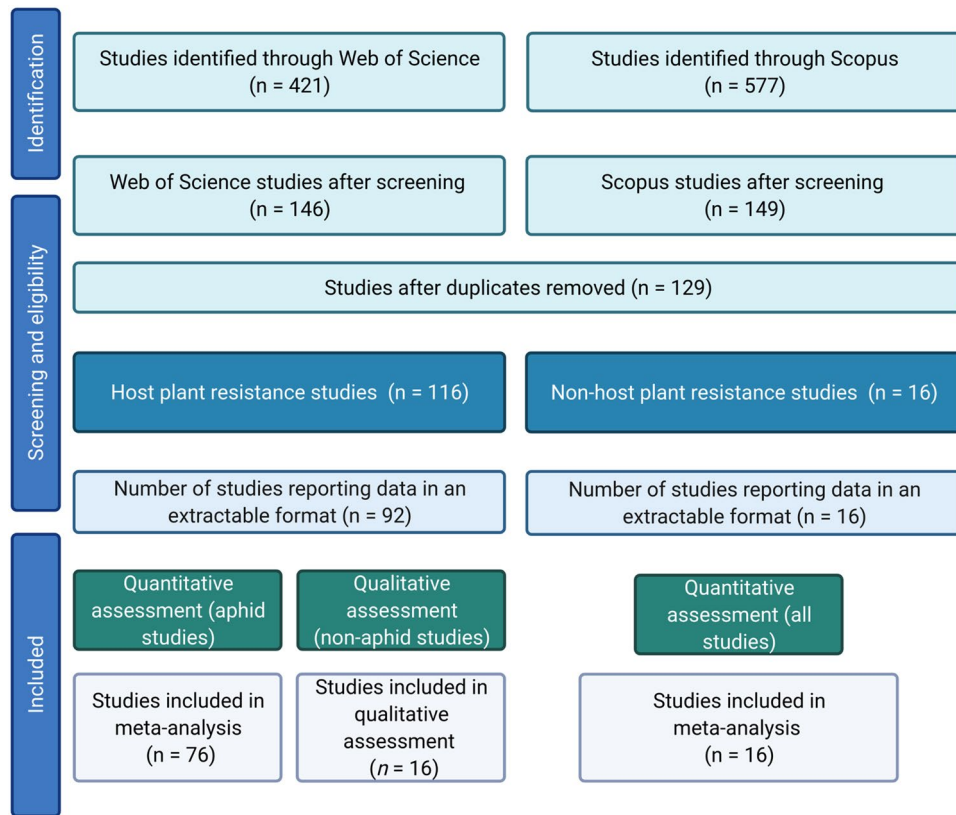 Identification
Studies identified through Web of Science
(n = 421)
Studies identified through Scopus
(n = 577)
Screening and eligibility
Web of Science studies after screening
(n = 146)
Scopus studies after screening
(n = 149)
Studies after duplicates removed (n = 129)
Host plant resistance studies (n = 116)
Non-host plant resistance studies (n = 16)
Number of studies reporting data in an
extractable format (n = 92)
Number of studies reporting data in an
extractable format (n = 16)
Included
Quantitative
assessment (aphid
studies)
Qualitative
assessment
(non-aphid studies)
Quantitative
assessment (all
studies)
Studies included in
meta-analysis
(n = 76)
Studies included in
qualitative
assessment
(n = 16)
Studies included in
meta-analysis
(n = 16)